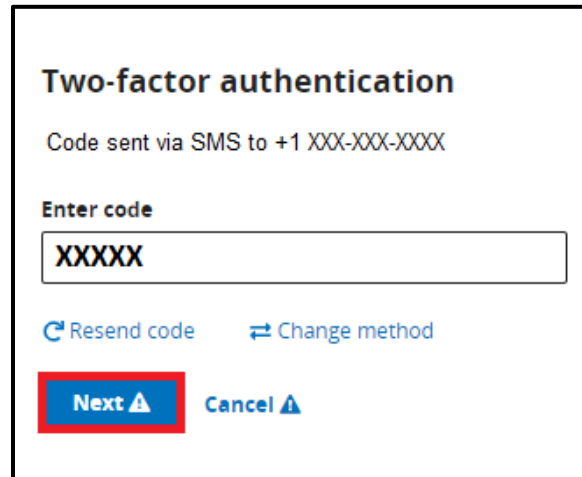 Two-factor authentication
Code sent via SMS to +1 XXX-XXX-XXXX
Enter code
XXXXX
Resend code Change method
Next Cancel